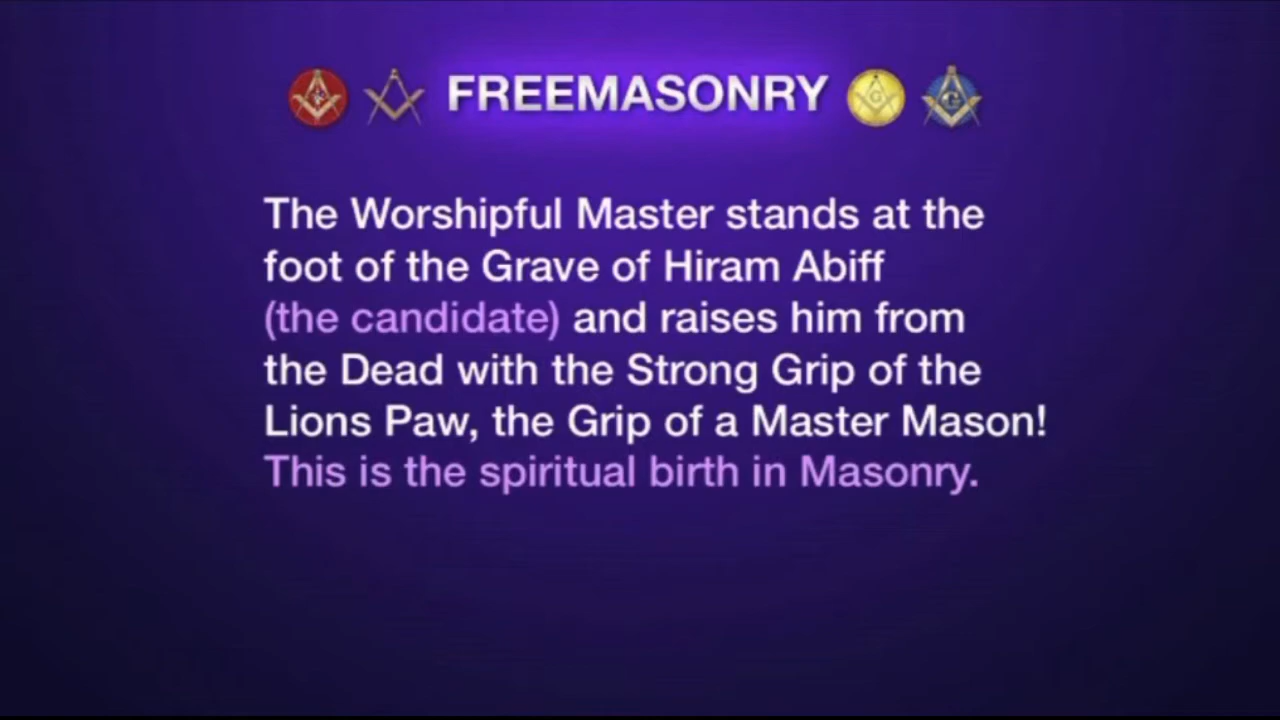 FREEMASONRY
The Worshipful Master stands at the
foot of the Grave of Hiram Abiff
(the candidate) and raises him from
the Dead with the Strong Grip of the
Lions Paw, the Grip of a Master Mason!
This is the spiritual birth in Masonry.